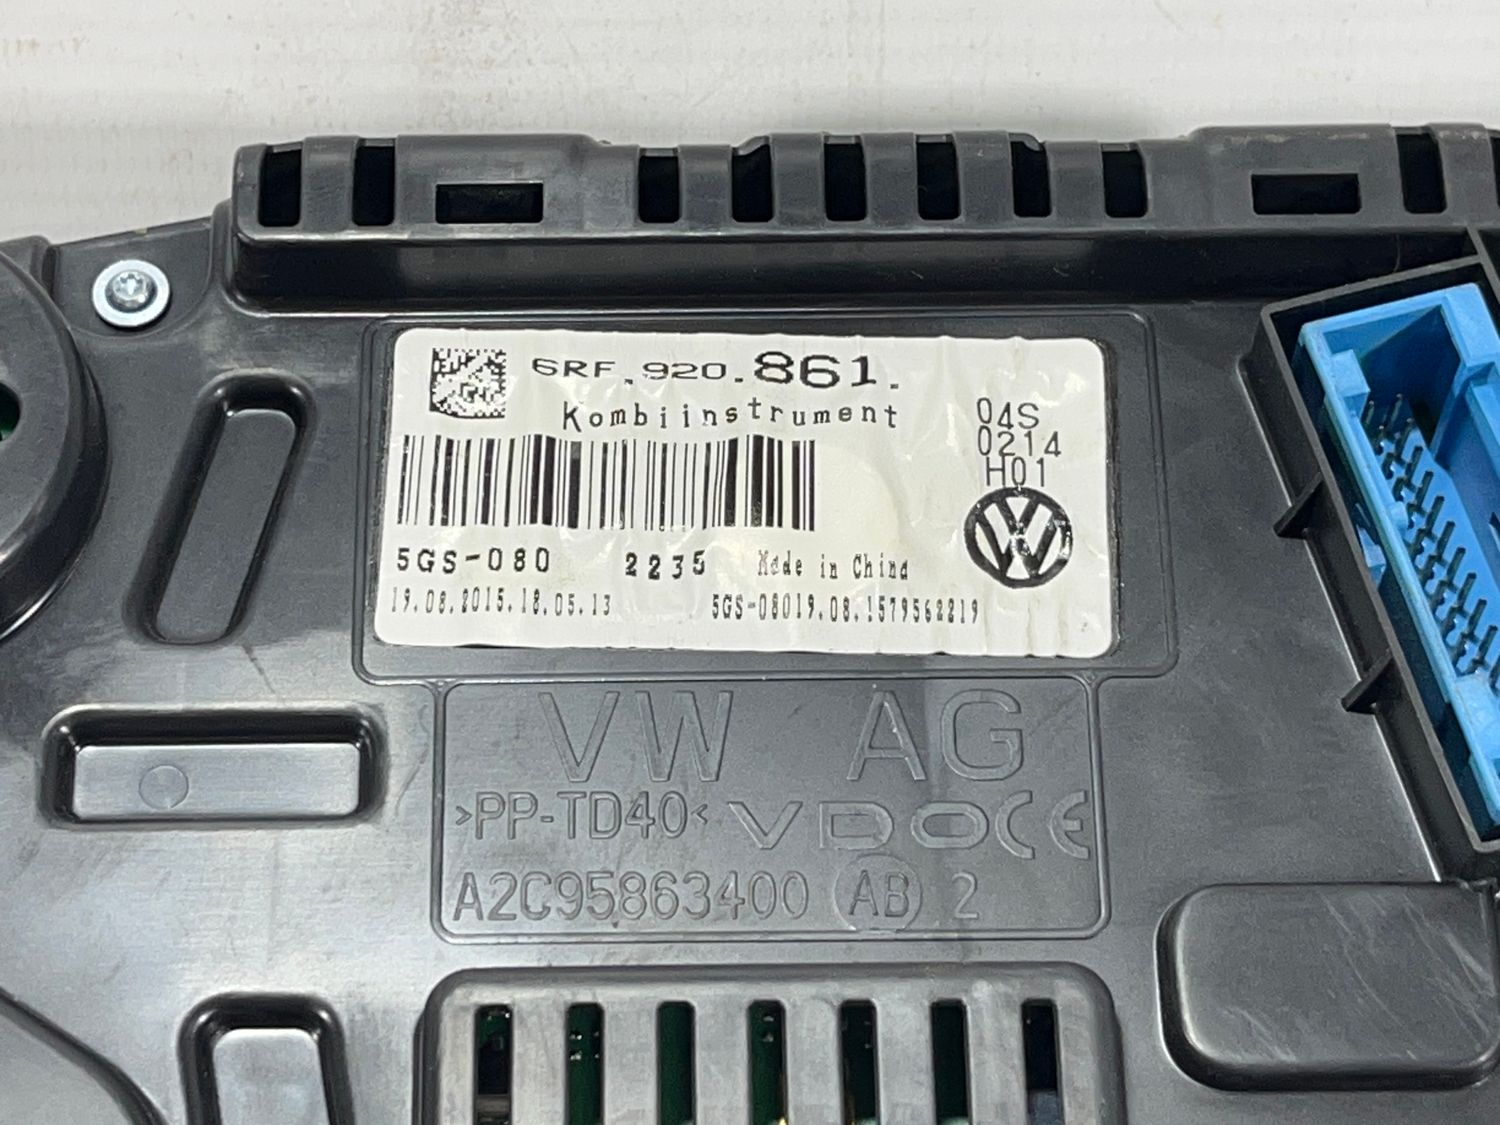 6RF.920.861.
Kombiinstrument
04S
0214
H01
5GS-080 2235 Made in China
19.08.2015.18.05.13 5GS-08019.08.1579562219
VW AG
>PP-TD40< VDO CE
A2C95863400 AB 2